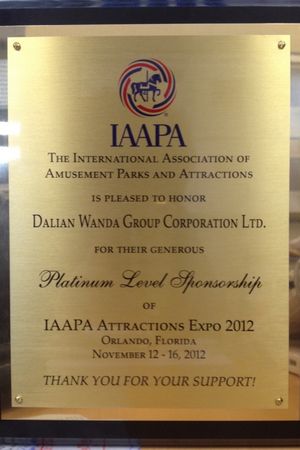 IAAPA
THE INTERNATIONAL ASSOCIATION OF
AMUSEMENT PARKS AND ATTRACTIONS
IS PLEASED TO HONOR
DALIAN WANDA GROUP CORPORATION LTD.
FOR THEIR GENEROUS
Platinum Level Sponsorship
OF
IAAPA ATTRACTIONS EXPO 2012
ORLANDO, FLORIDA
NOVEMBER 12 - 16, 2012
THANK YOU FOR YOUR SUPPORT!